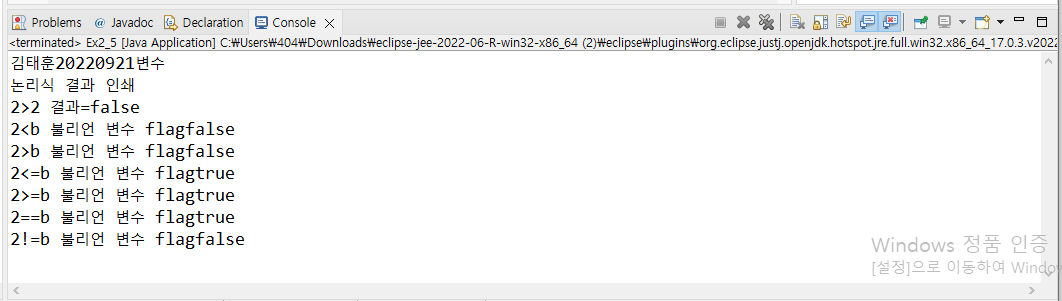 Problems @ Javadoc Declaration Console
<terminated> Ex2_5 [Java Application] C:₩Users₩404₩Downloads₩eclipse-jee-2022-06-R-win32-x86_64 (2)₩eclipse₩plugins₩org.eclipse.justj.openjdk.hotspot.jre.full.win32.x86_64_17.0.3.v2022
김태훈20220921변수
논리식 결과 인쇄
2>2 결과=false
2<b 불리언 변수 flagfalse
2>b 불리언 변수 flagfalse
2<=b 불리언 변수 flagtrue
2>=b 불리언 변수 flagtrue
2==b 불리언 변수 flagtrue
2!=b 불리언 변수 flagfalse
Windows 정품 인증
[설정]으로 이동하여 Windo